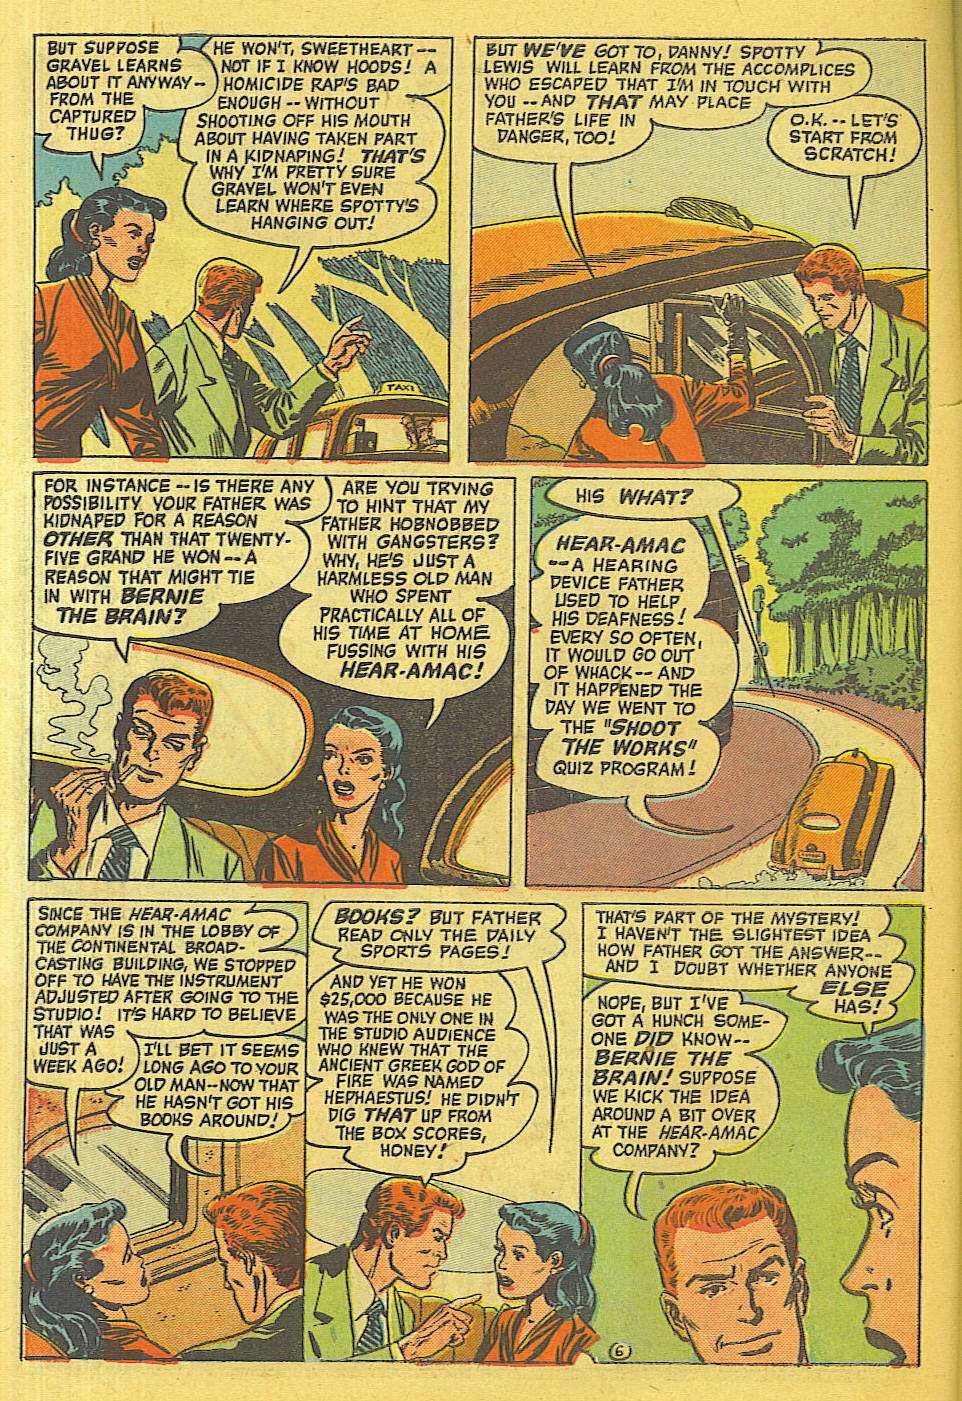 BUT SUPPOSE
GRAVEL LEARNS
ABOUT IT ANYWAY--
FROM THE
CAPTURED
THUG?
HE WON'T, SWEETHEART--
NOT IF I KNOW HOODS! A
HOMICIDE RAP'S BAD
ENOUGH--WITHOUT
SHOOTING OFF HIS MOUTH
ABOUT HAVING TAKEN PART
IN A KIDNAPING! THAT'S
WHY I'M PRETTY SURE
GRAVEL WON'T EVEN
LEARN WHERE SPOTTY'S
HANGING OUT!
TAXI
BUT WE'VE GOT TO, DANNY! SPOTTY
LEWIS WILL LEARN FROM THE ACCOMPLICES
WHO ESCAPED THAT I'M IN TOUCH WITH
YOU--AND THAT MAY PLACE
FATHER'S LIFE IN
DANGER, TOO!
O.K.--LET'S
START FROM
SCRATCH!
FOR INSTANCE--IS THERE ANY
POSSIBILITY YOUR FATHER WAS
KIDNAPED FOR A REASON
OTHER THAN THAT TWENTY-
FIVE GRAND HE WON--A
REASON THAT MIGHT TIE
IN WITH BERNIE
THE BRAIN?
ARE YOU TRYING
TO HINT THAT MY
FATHER HOBNOBBED
WITH GANGSTERS?
WHY, HE'S JUST A
HARMLESS OLD MAN
WHO SPENT
PRACTICALLY ALL OF
HIS TIME AT HOME
FUSSING WITH HIS
HEAR-AMAC!
HIS WHAT?
HEAR-AMAC
--A HEARING
DEVICE FATHER
USED TO HELP
HIS DEAFNESS!
EVERY SO OFTEN,
IT WOULD GO OUT
OF WHACK--AND
IT HAPPENED THE
DAY WE WENT TO
THE "SHOOT
THE WORKS"
QUIZ PROGRAM!
SINCE THE HEAR-AMAC
COMPANY IS IN THE LOBBY OF
THE CONTINENTAL BROAD-
CASTING BUILDING, WE STOPPED
OFF TO HAVE THE INSTRUMENT
ADJUSTED AFTER GOING TO THE
STUDIO! IT'S HARD TO BELIEVE
THAT WAS
JUST A
WEEK AGO!
I'LL BET IT SEEMS
LONG AGO TO YOUR
OLD MAN--NOW THAT
HE HASN'T GOT HIS
BOOKS AROUND!
BOOKS? BUT FATHER
READ ONLY THE DAILY
SPORTS PAGES!
AND YET HE WON
$25,000 BECAUSE HE
WAS THE ONLY ONE IN
THE STUDIO AUDIENCE
WHO KNEW THAT THE
ANCIENT GREEK GOD OF
FIRE WAS NAMED
HEPHAESTUS! HE DIDN'T
DIG THAT UP FROM
THE BOX SCORES,
HONEY!
THAT'S PART OF THE MYSTERY!
I HAVEN'T THE SLIGHTEST IDEA
HOW FATHER GOT THE ANSWER--
AND I DOUBT WHETHER ANYONE
ELSE
HAS!
NOPE, BUT I'VE
GOT A HUNCH SOME-
ONE DID KNOW--
BERNIE THE
BRAIN! SUPPOSE
WE KICK THE IDEA
AROUND A BIT OVER
AT THE HEAR-AMAC
COMPANY?
6